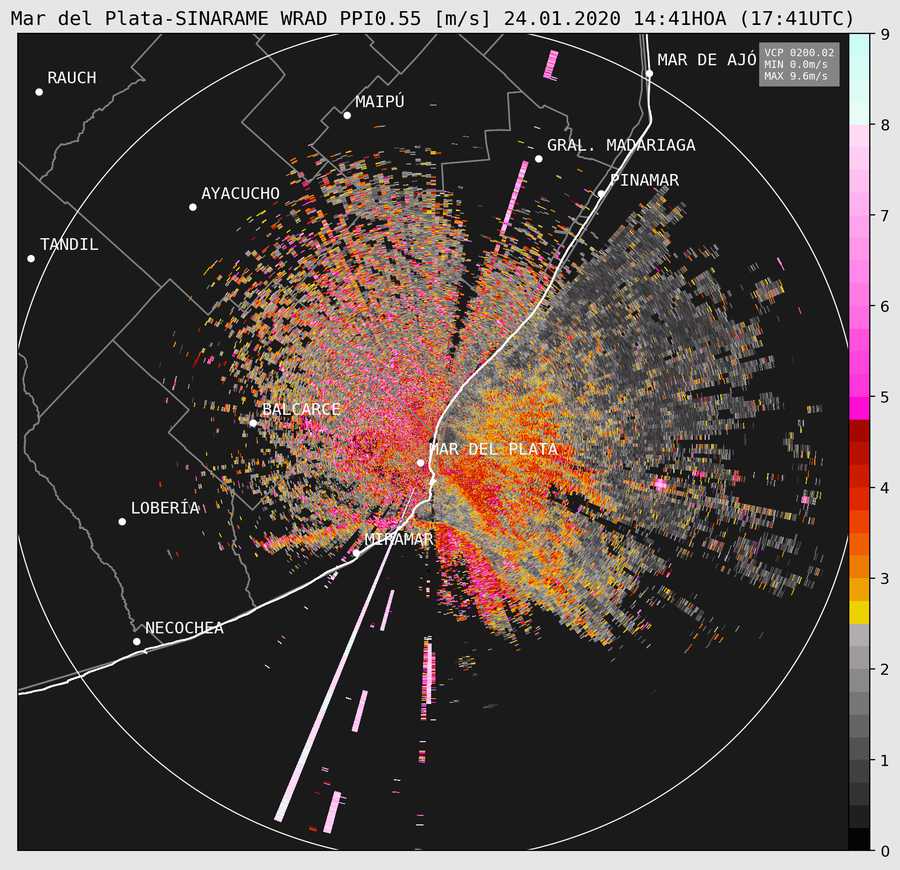 Mar del Plata-SINARAME WRAD PPI0.55 [m/s] 24.01.2020 14:41HOA (17:41UTC)
9
VCP 0200.02
MIN 0.0m/s
MAX 9.6m/s
MAR DE AJÓ
RAUCH
MAIPÚ
8
GRAL. MADARIAGA
PINAMAR
AYACUCHO
7
TANDIL
6
5
BALCARCE
MAR DEL PLATA
4
LOBERÍA
MIRAMAR
3
NECOCHEA
2
1
0